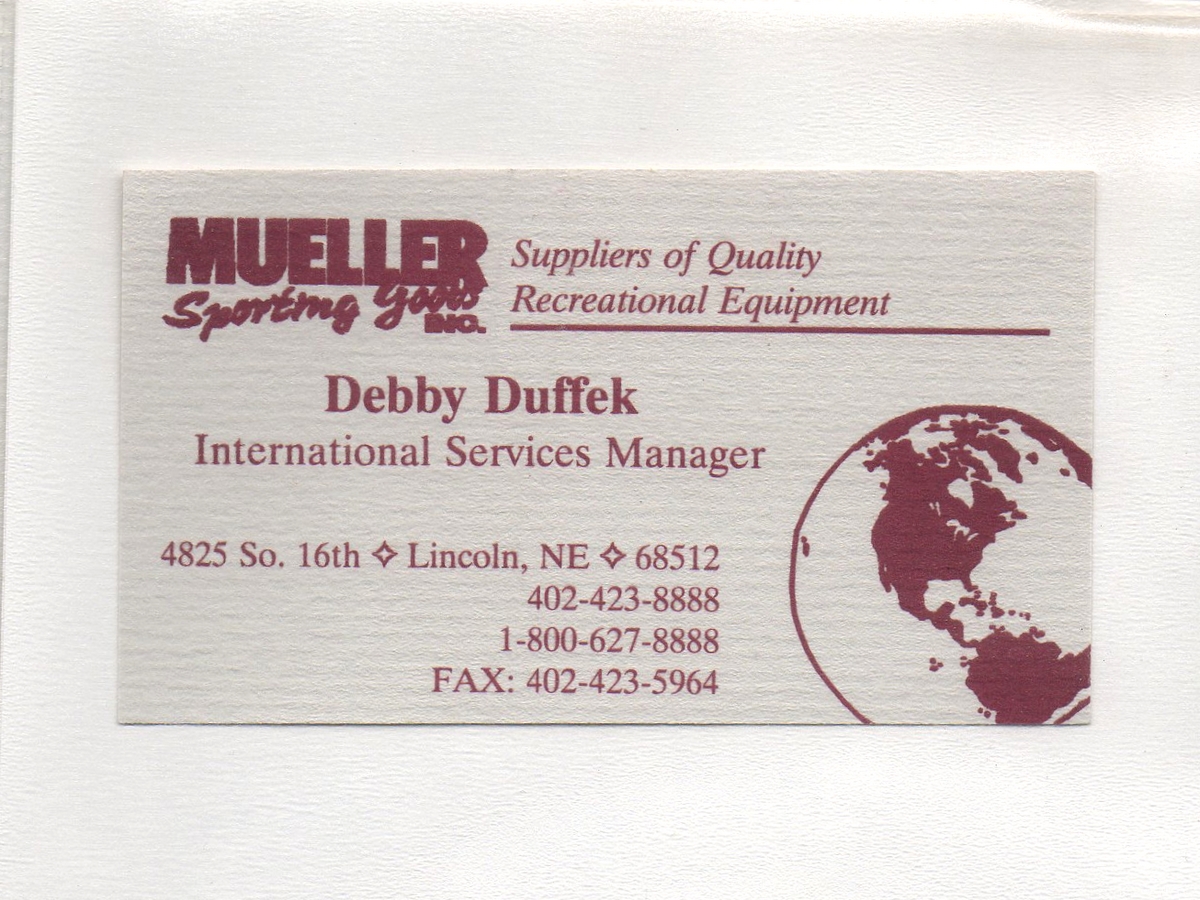 MUELLER
Sporting Goods
INC.
Suppliers of Quality
Recreational Equipment
Debby Duffek
International Services Manager
4825 So. 16th ✧ Lincoln, NE ✧ 68512
402-423-8888
1-800-627-8888
FAX: 402-423-5964